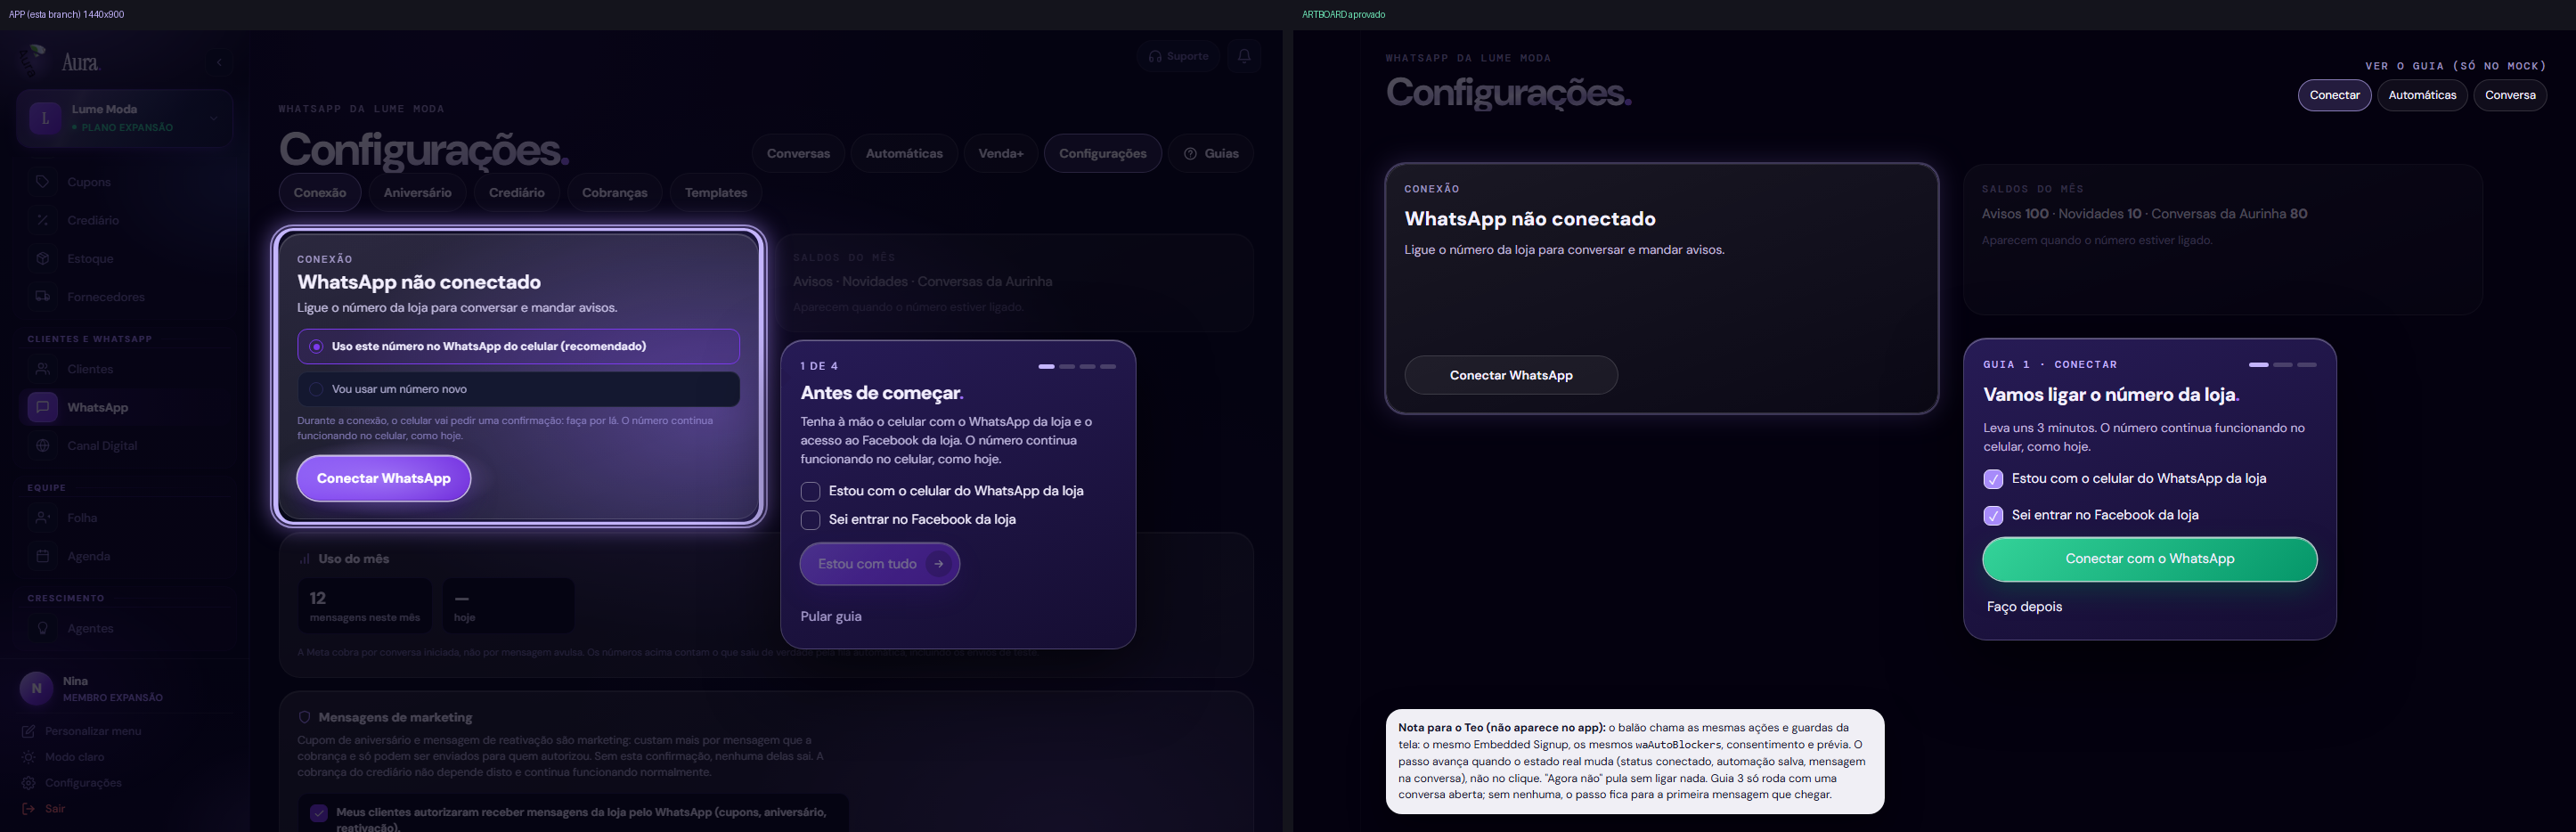 APP (esta branch) 1440x900
Aura
Suporte
Lume Moda
PLANO EXPANSÃO
Cupons
Crediário
Estoque
Fornecedores
CLIENTES E WHATSAPP
Clientes
WhatsApp
Canal Digital
EQUIPE
Folha
Agenda
CRESCIMENTO
Agentes
N
Nina
MEMBRO EXPANSÃO
Personalizar menu
Modo claro
Configurações
Sair
WHATSAPP DA LUME MODA
Configurações.
Conversas
Automáticas
Venda+
Configurações
Guias
Conexão
Aniversário
Crediário
Cobranças
Templates
CONEXÃO
WhatsApp não conectado
Ligue o número da loja para conversar e mandar avisos.
Uso este número no WhatsApp do celular (recomendado)
Vou usar um número novo
Durante a conexão, o celular vai pedir uma confirmação: faça por lá. O número continua
funcionando no celular, como hoje.
Conectar WhatsApp
SALDOS DO MÊS
Avisos · Novidades · Conversas da Aurinha
Aparecem quando o número estiver ligado.
1 DE 4
Antes de começar.
Tenha à mão o celular com o WhatsApp da loja e o
acesso ao Facebook da loja. O número continua
funcionando no celular, como hoje.
Estou com o celular do WhatsApp da loja
Sei entrar no Facebook da loja
Estou com tudo
Pular guia
Uso do mês
12
mensagens neste mês
—
hoje
A Meta cobra por conversa iniciada, não por mensagem avulsa. Os números acima contam o que saiu de
Mensagens de marketing
Cupom de aniversário e mensagem de reativação são marketing: custam mais por mensagem que a
cobrança e só podem ser enviados para quem autorizou. Sem esta confirmação, nenhuma delas sai. A
cobrança do crediário não depende disto e continua funcionando normalmente.
Meus clientes autorizaram receber mensagens da loja pelo WhatsApp (cupons, aniversário,
reativação).
ARTBOARD aprovado
WHATSAPP DA LUME MODA
Configurações.
VER O GUIA (SÓ NO MOCK)
Conectar
Automáticas
Conversa
CONEXÃO
WhatsApp não conectado
Ligue o número da loja para conversar e mandar avisos.
Conectar WhatsApp
SALDOS DO MÊS
Avisos 100 · Novidades 10 · Conversas da Aurinha 80
Aparecem quando o número estiver ligado.
GUIA 1 · CONECTAR
Vamos ligar o número da loja.
Leva uns 3 minutos. O número continua funcionando no
celular, como hoje.
Estou com o celular do WhatsApp da loja
Sei entrar no Facebook da loja
Conectar com o WhatsApp
Faço depois
Nota para o Teo (não aparece no app): o balão chama as mesmas ações e guardas da
tela: o mesmo Embedded Signup, os mesmos waAutoBlockers, consentimento e prévia. O
passo avança quando o estado real muda (status conectado, automação salva, mensagem
na conversa), não no clique. "Agora não" pula sem ligar nada. Guia 3 só roda com uma
conversa aberta; sem nenhuma, o passo fica para a primeira mensagem que chegar.